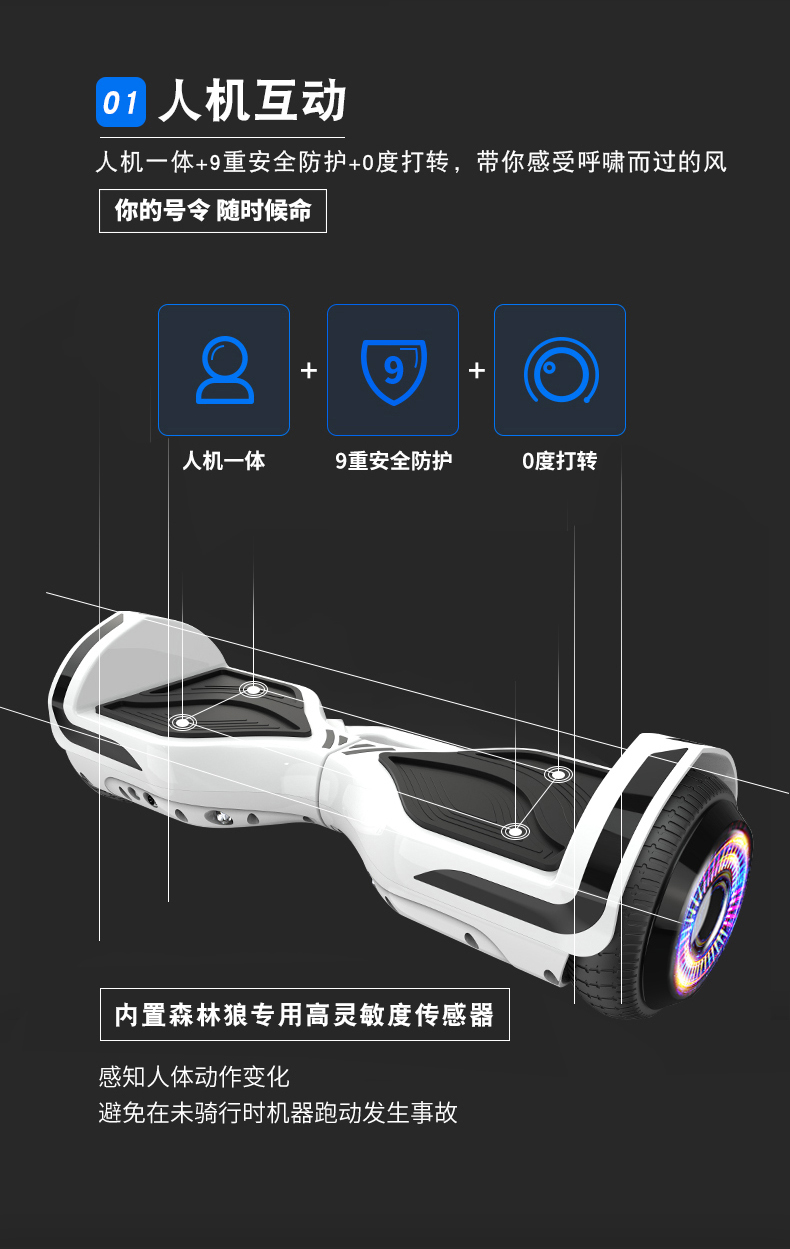 01 人机互动
人机一体+9重安全防护+0度打转，带你感受呼啸而过的风
你的号令 随时候命
+ 9 +
人机一体 9重安全防护 0度打转
内置森林狼专用高灵敏度传感器
感知人体动作变化
避免在未骑行时机器跑动发生事故